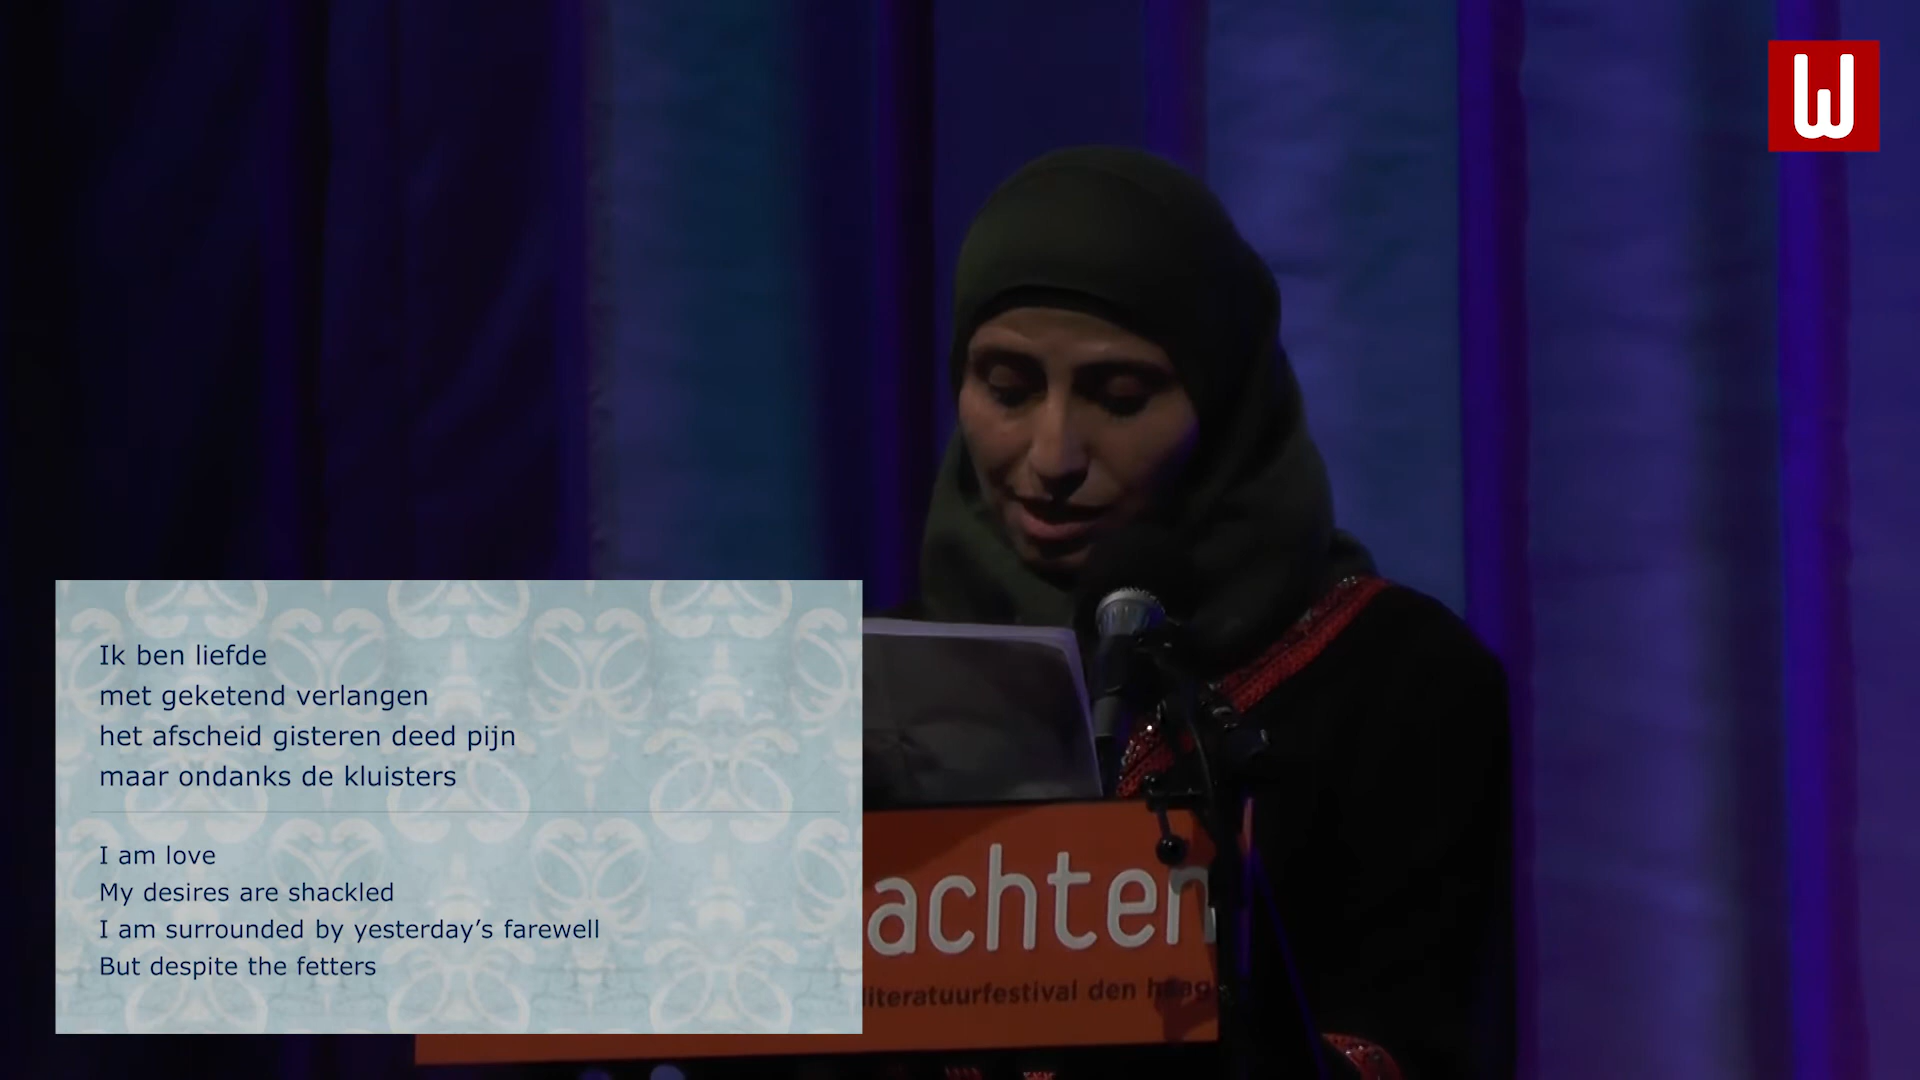 W
Ik ben liefde
met geketend verlangen
het afscheid gisteren deed pijn
maar ondanks de kluisters
I am love
My desires are shackled
I am surrounded by yesterday’s farewell
But despite the fetters
achten
literatuurfestival den haag